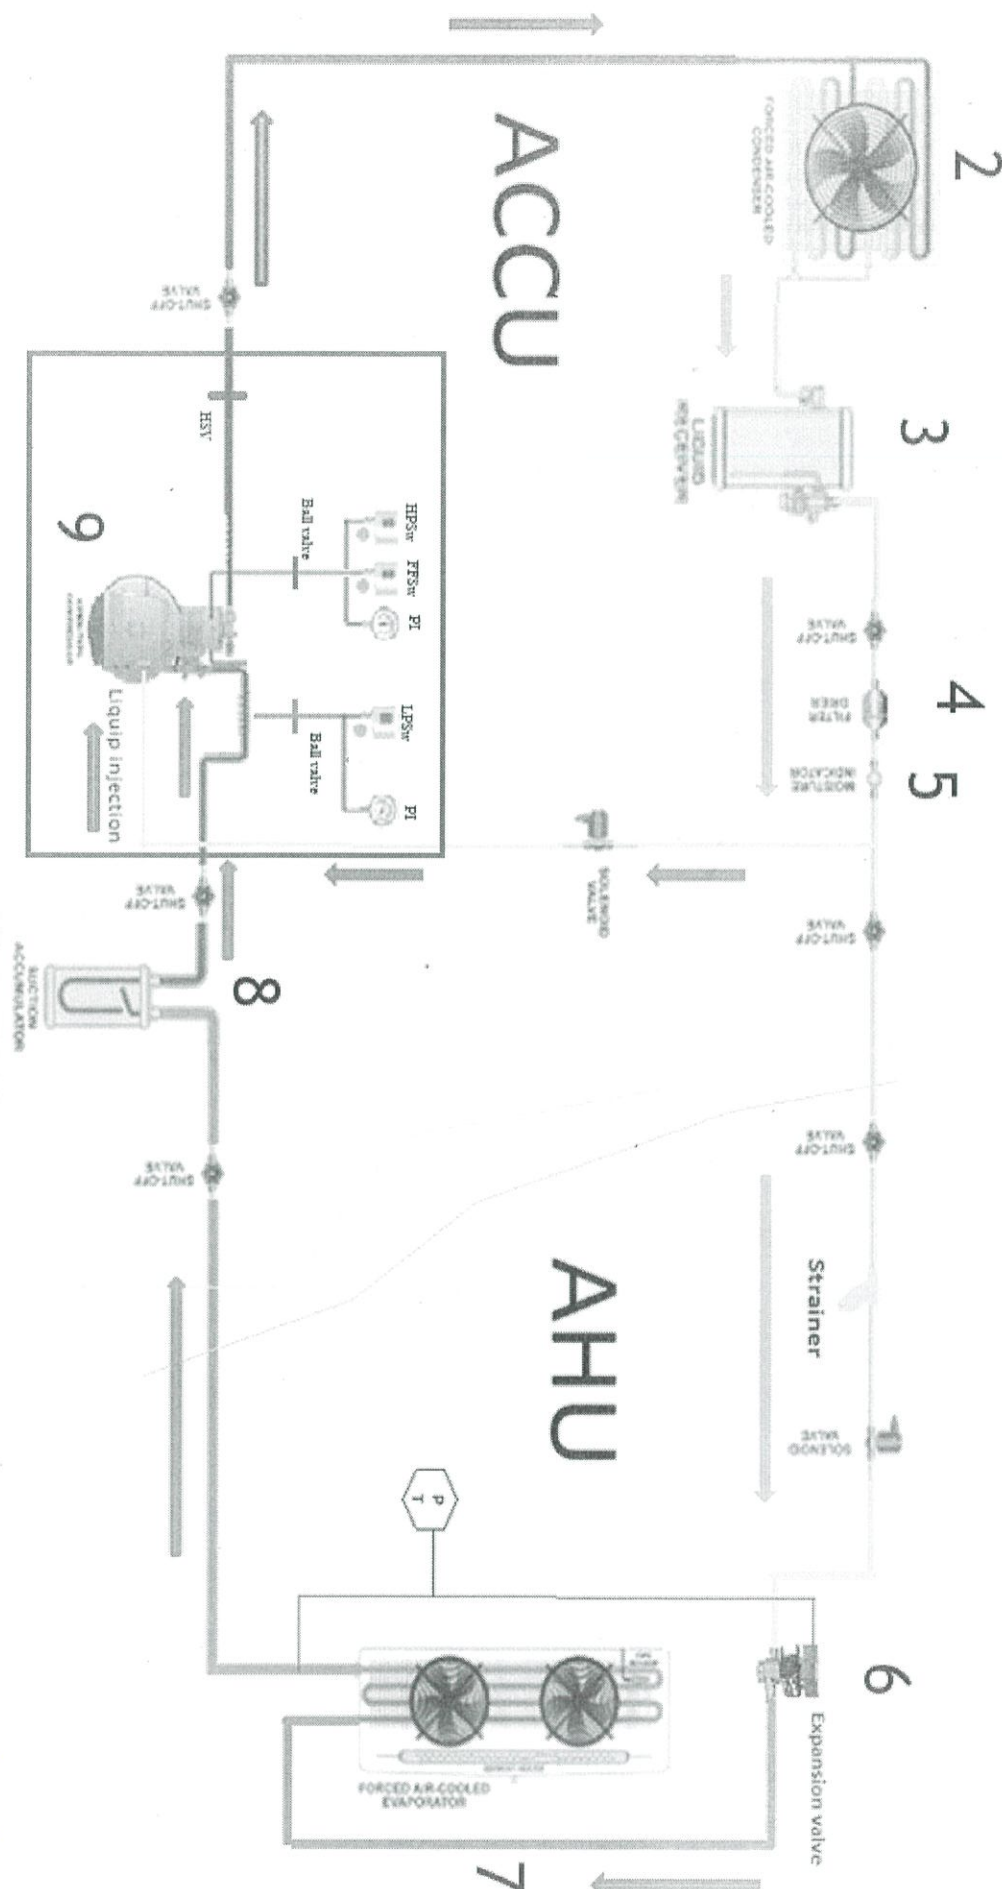 2
FORCED AIR-COOLED
CONDENSER
ACCU
3
LIQUID
RECEIVER
SHUT-OFF
VALVE
4
FILTER
DRIER
5
MOISTURE
INDICATOR
SHUT-OFF
VALVE
HSV
9
Ball valve
HPSw
FFSw
PI
LPSw
PI
Ball valve
Liquip injection
SOLENOID
VALVE
SHUT-OFF
VALVE
SHUT-OFF
VALVE
8
SUCTION
ACCUMULATOR
SHUT-OFF
VALVE
SHUT-OFF
VALVE
AHU
Strainer
SOLENOID
VALVE
P
T
6
Expansion valve
FORCED AIR-COOLED
EVAPORATOR
7